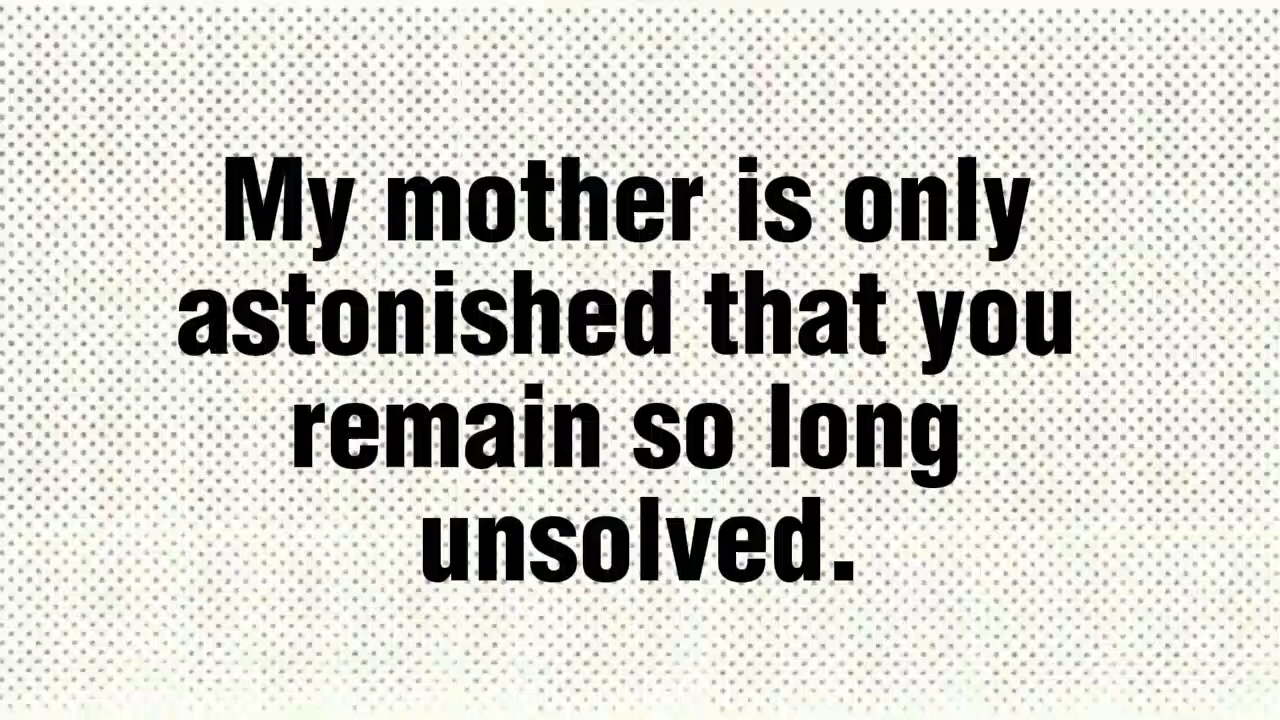 My mother is only
astonished that you
remain so long
unsolved.